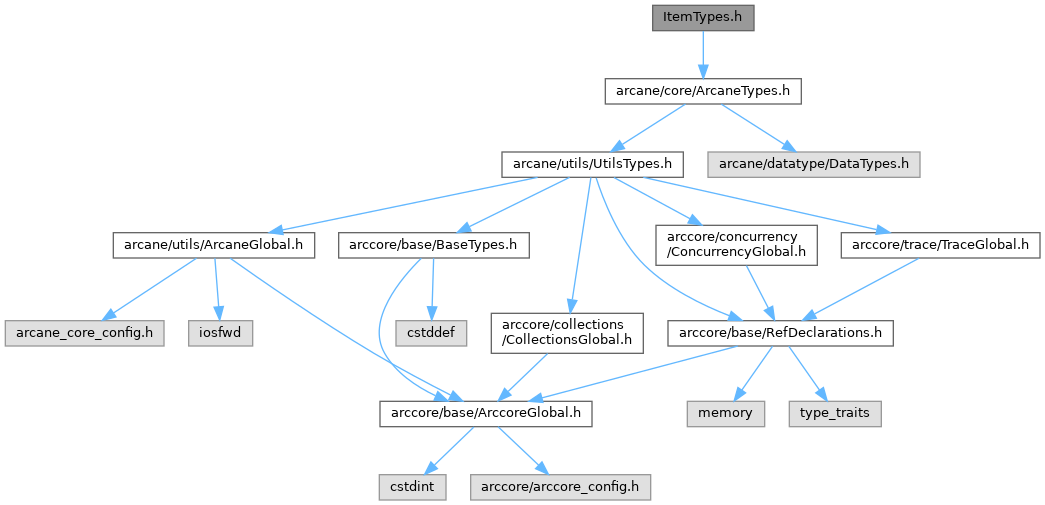 ItemTypes.h
arcane/core/ArcaneTypes.h
arcane/utils/UtilsTypes.h
arcane/datatype/DataTypes.h
arcane/utils/ArcaneGlobal.h
arccore/base/BaseTypes.h
arccore/concurrency
/ConcurrencyGlobal.h
arccore/trace/TraceGlobal.h
arcane_core_config.h
iosfwd
cstddef
arccore/collections
/CollectionsGlobal.h
arccore/base/RefDeclarations.h
arccore/base/ArccoreGlobal.h
memory
type_traits
cstdint
arccore/arccore_config.h